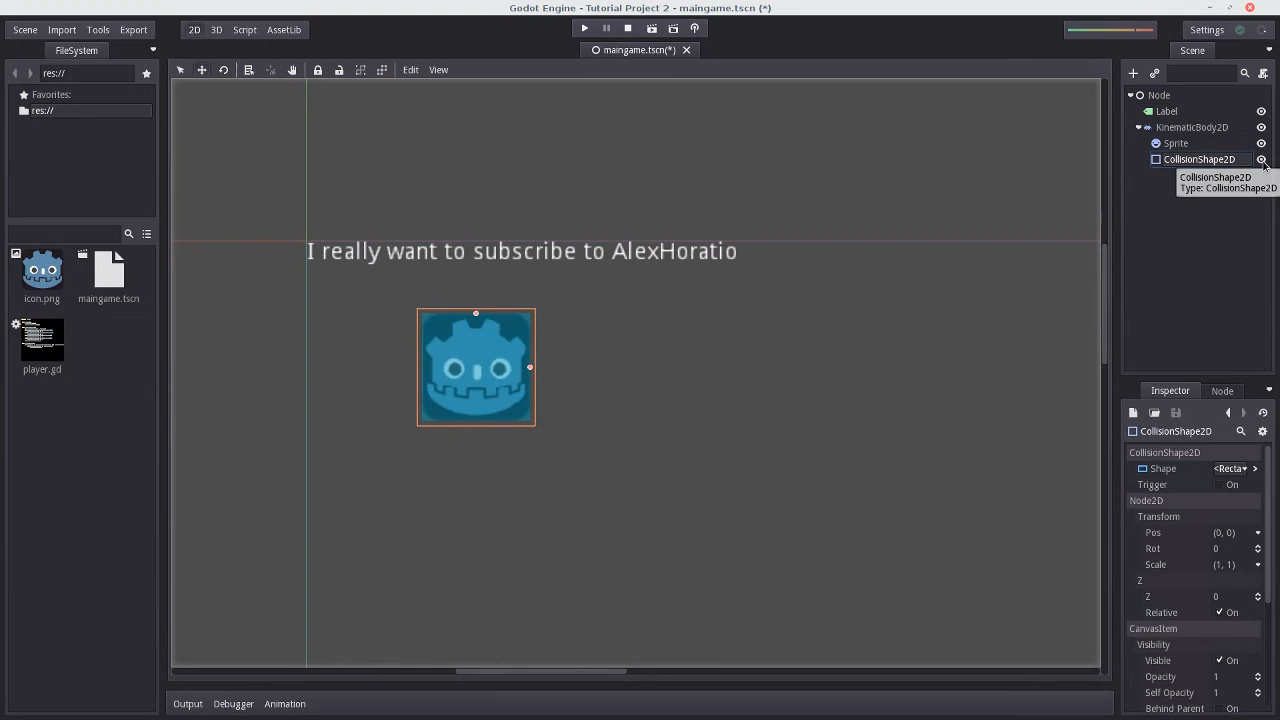 Godot Engine - Tutorial Project 2 - maingame.tscn (*)
Scene Import Tools Export
2D 3D Script AssetLib
Settings
FileSystem
maingame.tscn(*)
Scene
res://
Edit View
Favorites:
res://
Node
Label
KinematicBody2D
Sprite
CollisionShape2D
CollisionShape2D
Type: CollisionShape2D
I really want to subscribe to AlexHoratio
icon.png
maingame.tscn
player.gd
Inspector Node
CollisionShape2D
CollisionShape2D
Shape <Recta
Trigger On
Node2D
Transform
Pos (0, 0)
Rot 0
Scale (1, 1)
Z
Z 0
Relative On
CanvasItem
Visibility
Visible On
Opacity 1
Self Opacity 1
Behind Parent On
Output Debugger Animation